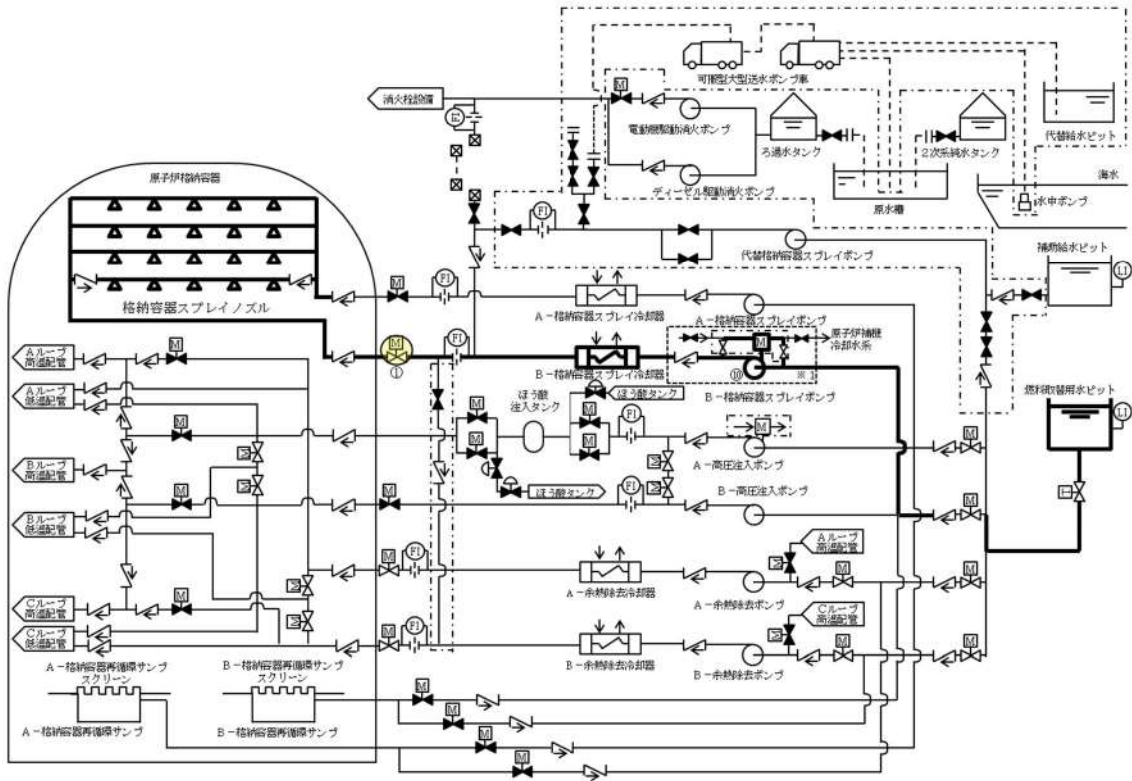 可搬型大型送水ポンプ車
消火栓設備
M
FI
電動機駆動消火ポンプ
ろ過水タンク
2次系純水タンク
代替給水ピット
海水
原子炉格納容器
ディーゼル駆動消火ポンプ
原水槽
水中ポンプ
FI
代替格納容器スプレイポンプ
補助給水ピット
LI
格納容器スプレイノズル
M
FI
A-格納容器スプレイ冷却器
A-格納容器スプレイポンプ
原子炉補機
冷却水系
M
①
FI
B-格納容器スプレイ冷却器
M
⑩
※1
B-格納容器スプレイポンプ
燃料取替用水ピット
LI
Aループ
高温配管
M
Aループ
低温配管
ほう酸
注入タンク
ほう酸タンク
M
M
FI
M
A-高圧注入ポンプ
M
M
M
M
M
M
Bループ
高温配管
M
ほう酸タンク
M
M
FI
M
B-高圧注入ポンプ
M
Bループ
低温配管
Aループ
高温配管
M
FI
A-余熱除去冷却器
M
A-余熱除去ポンプ
M
M
M
Cループ
高温配管
M
M
Cループ
高温配管
Cループ
低温配管
M
FI
B-余熱除去冷却器
M
B-余熱除去ポンプ
M
M
A-格納容器再循環サンプ
スクリーン
B-格納容器再循環サンプ
スクリーン
A-格納容器再循環サンプ
B-格納容器再循環サンプ
M
M
M
M